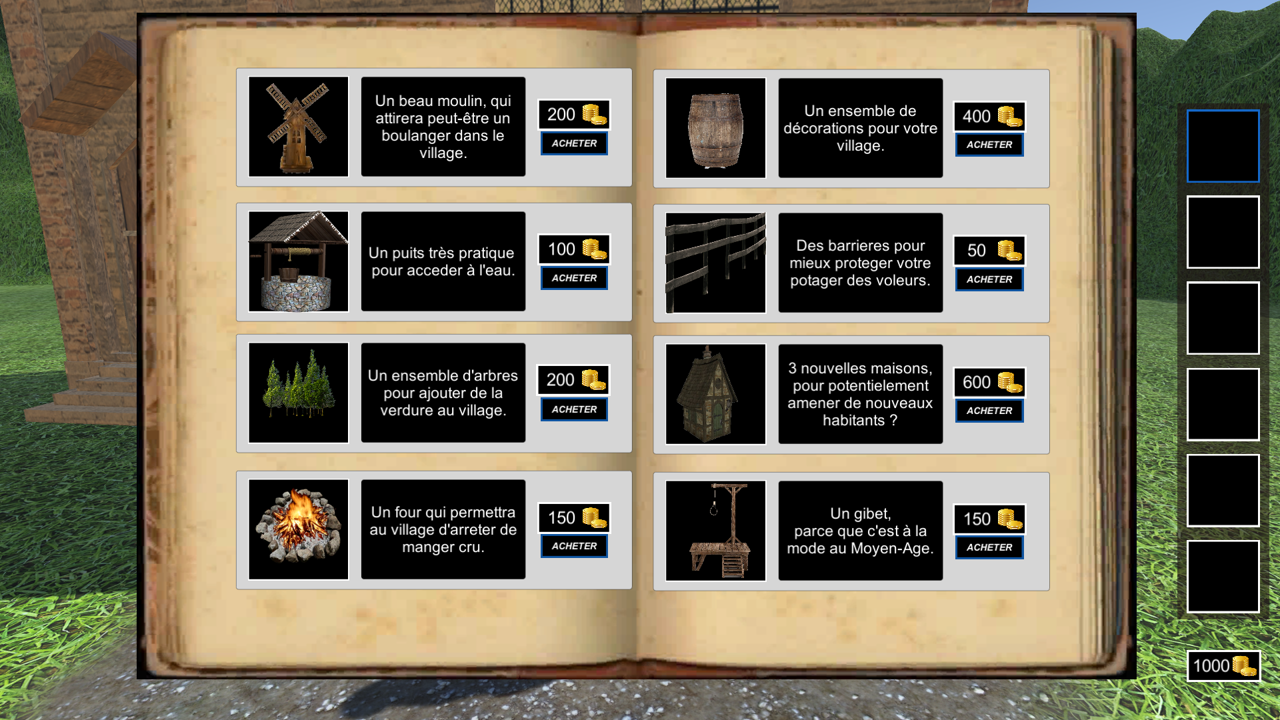 Un beau moulin, qui
attirera peut-être un
boulanger dans le
village.
200
ACHETER
Un puits très pratique
pour acceder à l'eau.
100
ACHETER
Un ensemble d'arbres
pour ajouter de la
verdure au village.
200
ACHETER
Un four qui permettra
au village d'arreter de
manger cru.
150
ACHETER
Un ensemble de
décorations pour votre
village.
400
ACHETER
Des barrieres pour
mieux proteger votre
potager des voleurs.
50
ACHETER
3 nouvelles maisons,
pour potentielement
amener de nouveaux
habitants ?
600
ACHETER
Un gibet,
parce que c'est à la
mode au Moyen-Age.
150
ACHETER
1000